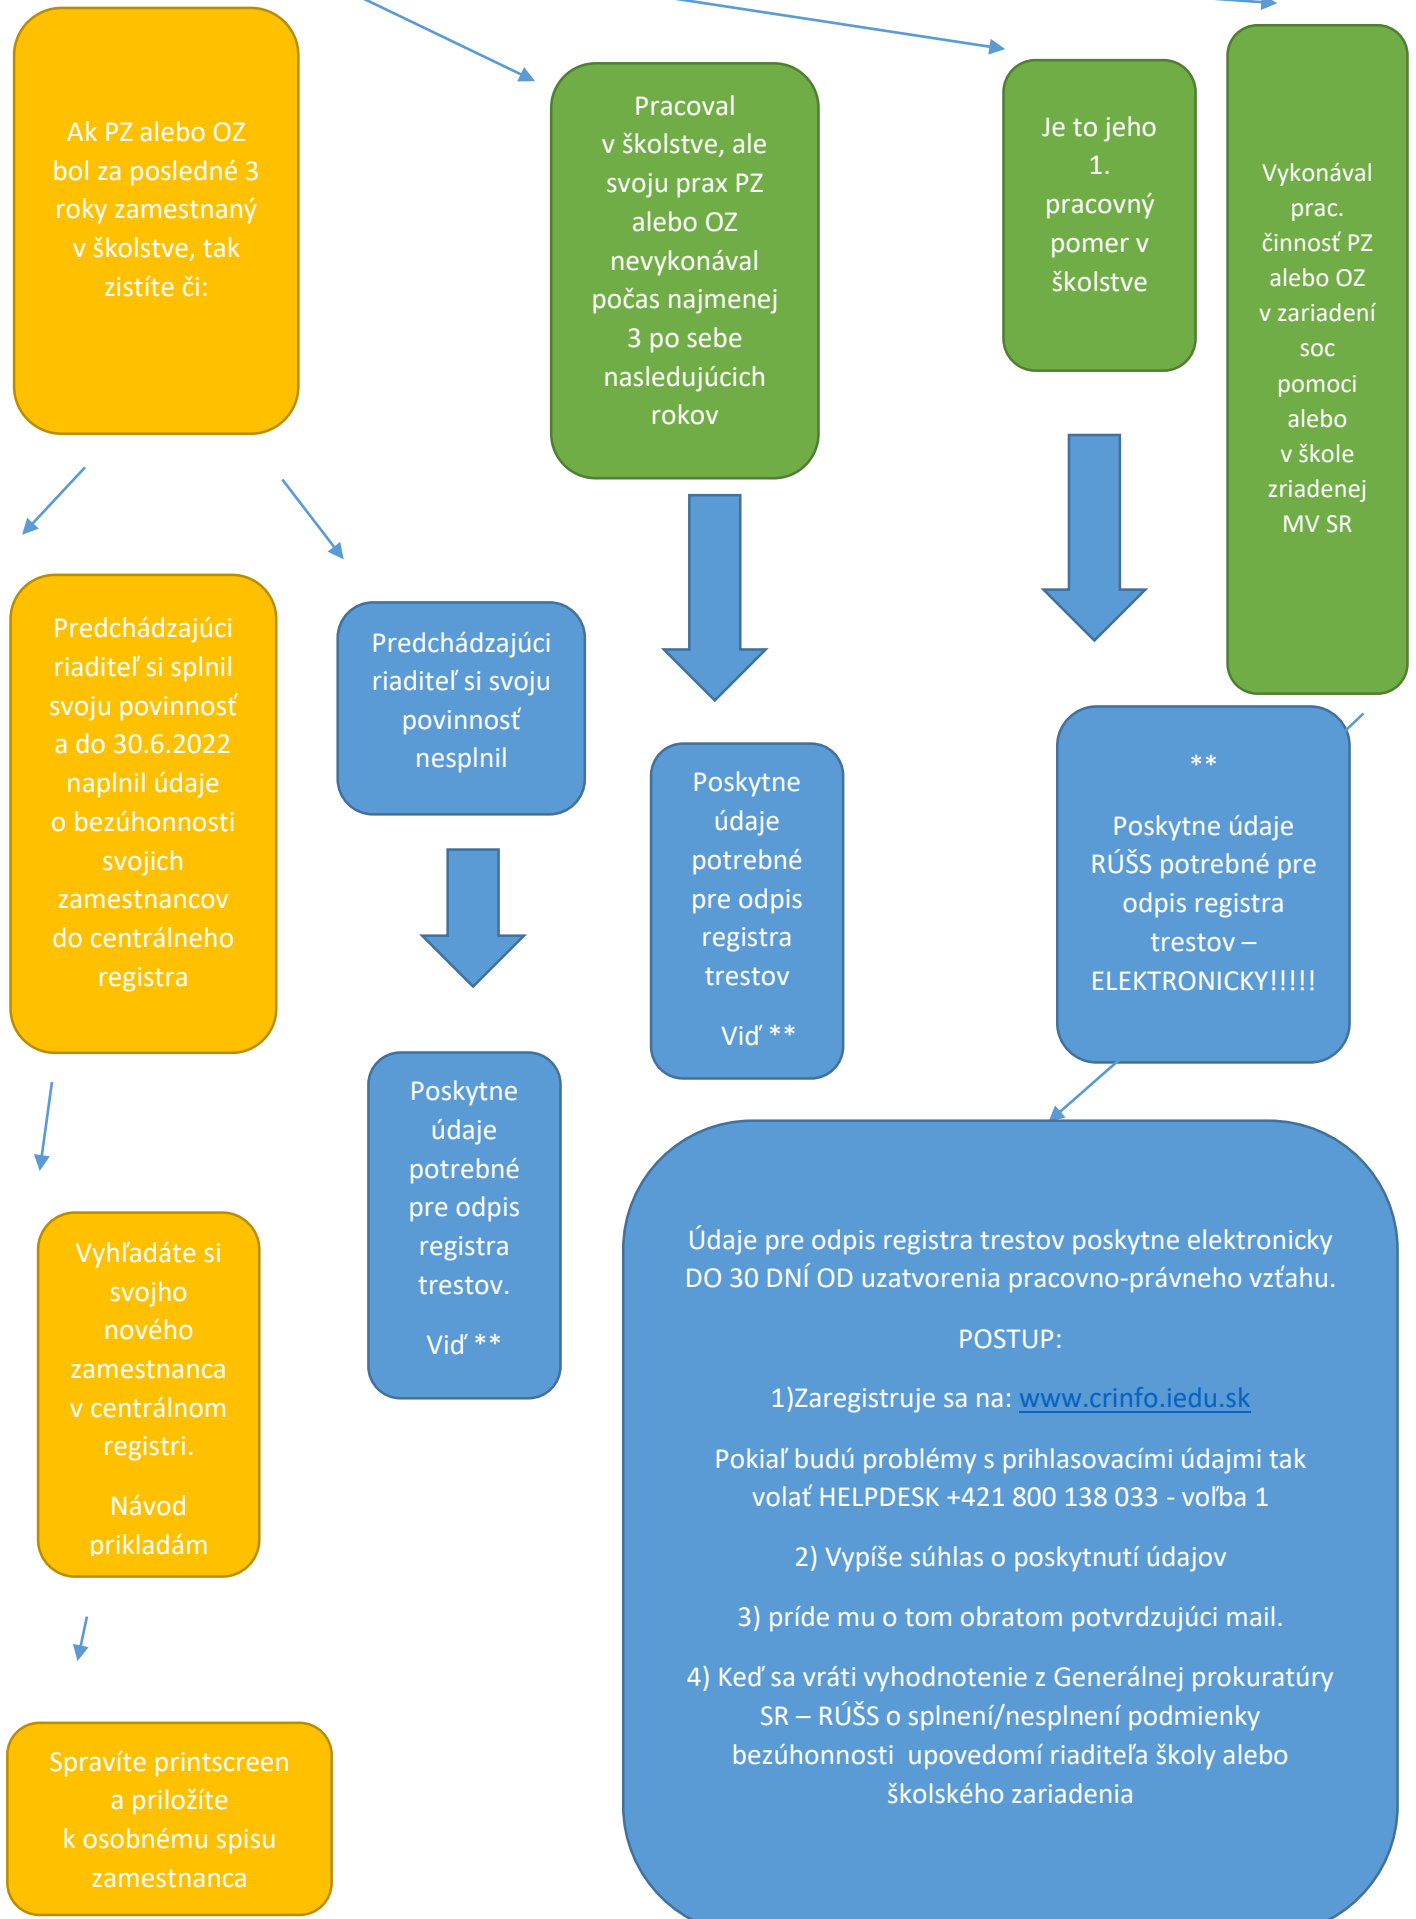 Ak PZ alebo OZ
bol za posledné 3
roky zamestnaný
v školstve, tak
zistíte či:
Pracoval
v školstve, ale
svoju prax PZ
alebo OZ
nevykonával
počas najmenej
3 po sebe
nasledujúcich
rokov
Je to jeho
1.
pracovný
pomer v
školstve
Vykonával
prac.
činnosť PZ
alebo OZ
v zariadení
soc
pomoci
alebo
v škole
zriadenej
MV SR
Predchádzajúci
riaditeľ si splnil
svoju povinnosť
a do 30.6.2022
naplnil údaje
o bezúhonnosti
svojich
zamestnancov
do centrálneho
registra
Predchádzajúci
riaditeľ si svoju
povinnosť
nesplnil
Poskytne
údaje
potrebné
pre odpis
registra
trestov
Viď **
**
Poskytne údaje
RÚŠS potrebné pre
odpis registra
trestov –
ELEKTRONICKY!!!!!
Poskytne
údaje
potrebné
pre odpis
registra
trestov.
Viď **
Vyhľadáte si
svojho
nového
zamestnanca
v centrálnom
registri.
Návod
prikladám
Údaje pre odpis registra trestov poskytne elektronicky
DO 30 DNÍ OD uzatvorenia pracovno-právneho vzťahu.
POSTUP:
1)Zaregistruje sa na: www.crinfo.iedu.sk
Pokiaľ budú problémy s prihlasovacími údajmi tak
volať HELPDESK +421 800 138 033 - voľba 1
2) Vypíše súhlas o poskytnutí údajov
3) príde mu o tom obratom potvrdzujúci mail.
4) Keď sa vráti vyhodnotenie z Generálnej prokuratúry
SR – RÚŠS o splnení/nesplnení podmienky
bezúhonnosti  upovedomí riaditeľa školy alebo
školského zariadenia
Spravíte printscreen
a priložíte
k osobnému spisu
zamestnanca